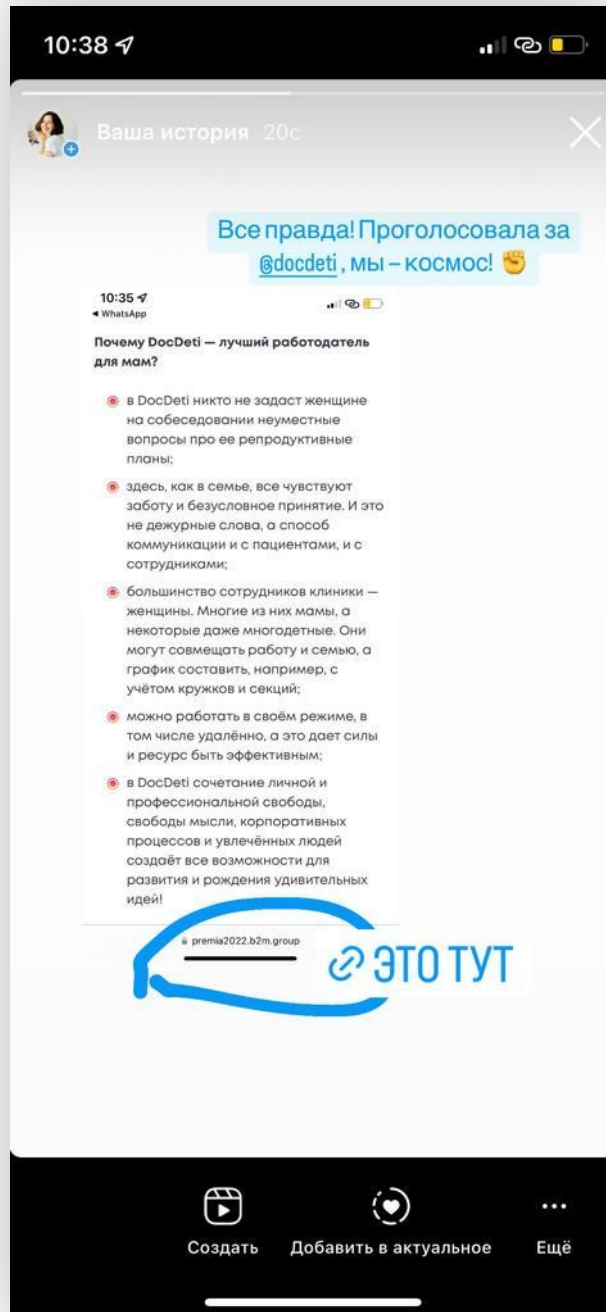 10:38
Ваша история 20с
Все правда! Проголосовала за
@docdeti, мы – космос! ✊
10:35
◂ WhatsApp
Почему DocDeti — лучший работодатель
для мам?
в DocDeti никто не задаст женщине
на собеседовании неуместные
вопросы про ее репродуктивные
планы;
здесь, как в семье, все чувствуют
заботу и безусловное принятие. И это
не дежурные слова, а способ
коммуникации и с пациентами, и с
сотрудниками;
большинство сотрудников клиники —
женщины. Многие из них мамы, а
некоторые даже многодетные. Они
могут совмещать работу и семью, а
график составить, например, с
учётом кружков и секций;
можно работать в своём режиме, в
том числе удалённо, а это дает силы
и ресурс быть эффективным;
в DocDeti сочетание личной и
профессиональной свободы,
свободы мысли, корпоративных
процессов и увлечённых людей
создаёт все возможности для
развития и рождения удивительных
идей!
premia2022.b2m.group
ЭТО ТУТ
Создать Добавить в актуальное Ещё